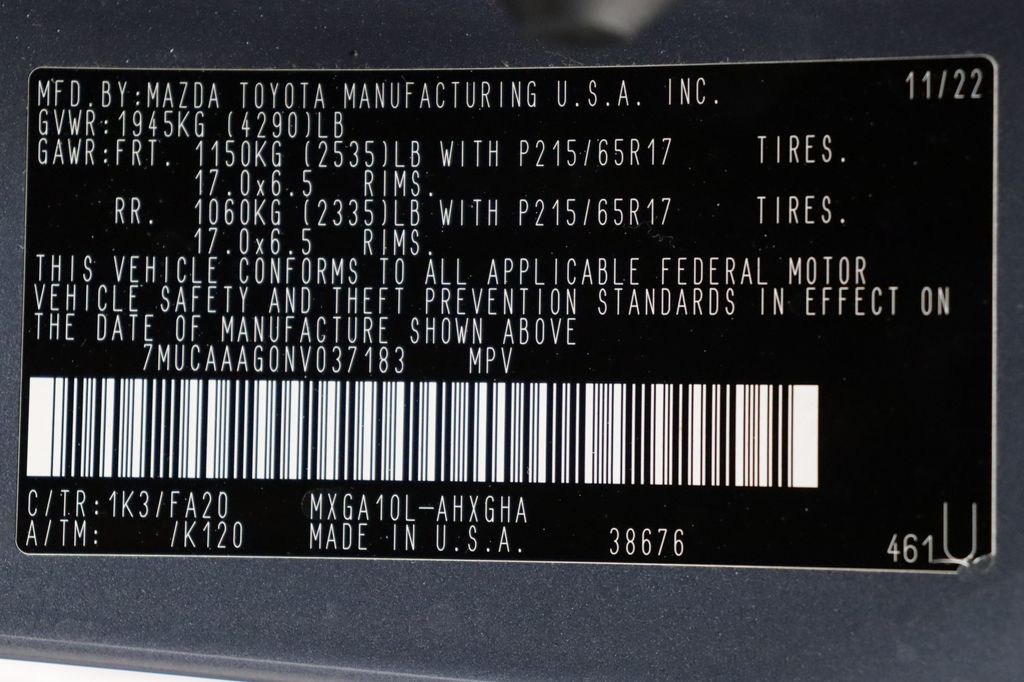 MFD.BY:MAZDA TOYOTA MANUFACTURING U.S.A. INC. 11/22
GVWR:1945KG (4290)LB
GAWR:FRT. 1150KG (2535)LB WITH P215/65R17 TIRES.
17.0x6.5 RIMS.
RR. 1060KG (2335)LB WITH P215/65R17 TIRES.
17.0x6.5 RIMS.
THIS VEHICLE CONFORMS TO ALL APPLICABLE FEDERAL MOTOR
VEHICLE SAFETY AND THEFT PREVENTION STANDARDS IN EFFECT ON
THE DATE OF MANUFACTURE SHOWN ABOVE
7MUCAAAG0NV037183 MPV
C/TR:1K3/FA20 MXGA10L-AHXGHA
A/TM: /K120 MADE IN U.S.A. 38676 461U